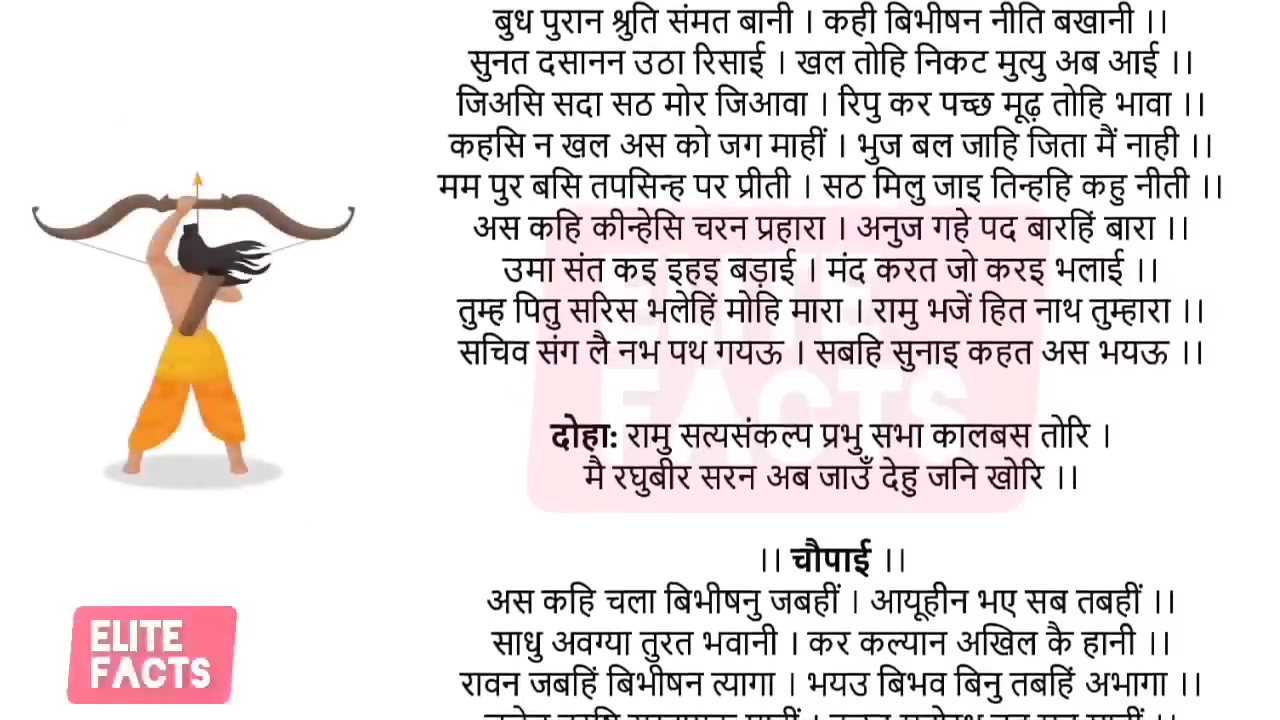 बुध पुरान श्रुति संमत बानी । कही बिभीषन नीति बखानी ।।
सुनत दसानन उठा रिसाई । खल तोहि निकट मुत्यु अब आई ।।
जिअसि सदा सठ मोर जिआवा । रिपु कर पच्छ मूढ़ तोहि भावा ।।
कहसि न खल अस को जग माहीं । भुज बल जाहि जिता मैं नाही ।।
मम पुर बसि तपसिन्ह पर प्रीती । सठ मिलु जाइ तिन्हहि कहु नीती ।।
अस कहि कीन्हेसि चरन प्रहारा । अनुज गहे पद बारहिं बारा ।।
उमा संत कइ इहइ बड़ाई । मंद करत जो करइ भलाई ।।
तुम्ह पितु सरिस भलेहिं मोहि मारा । रामु भजें हित नाथ तुम्हारा ।।
सचिव संग लै नभ पथ गयऊ । सबहि सुनाइ कहत अस भयऊ ।।
दोहा: रामु सत्यसंकल्प प्रभु सभा कालबस तोरि ।
मै रघुबीर सरन अब जाउँ देहु जनि खोरि ।।
।। चौपाई ।।
अस कहि चला बिभीषनु जबहीं । आयूहीन भए सब तबहीं ।।
साधु अवग्या तुरत भवानी । कर कल्यान अखिल कै हानी ।।
रावन जबहिं बिभीषन त्यागा । भयउ बिभव बिनु तबहिं अभागा ।।
ELITE
FACTS
ELITE
FACTS